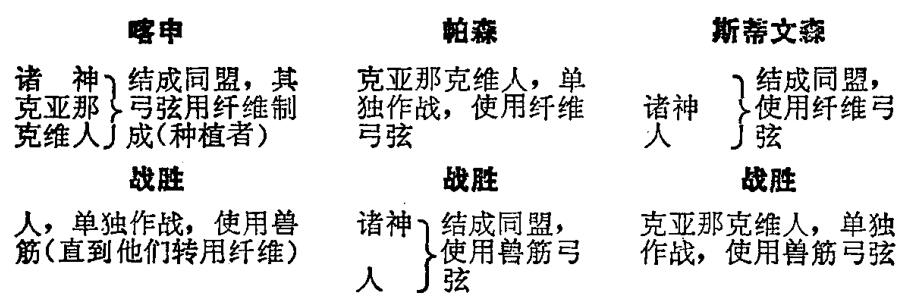 喀申
诸 神
克亚那
克维人
结成同盟，其
弓弦用纤维制
成(种植者)
战胜
人，单独作战，使用兽
筋(直到他们转用纤维)
帕森
克亚那克维人，单
独作战，使用纤维
弓弦
战胜
诸神
人
结成同盟，
使用兽筋弓
弦
斯蒂文森
诸神
人
结成同盟，
使用纤维弓
弦
战胜
克亚那克维人，单独
作战，使用兽筋弓弦